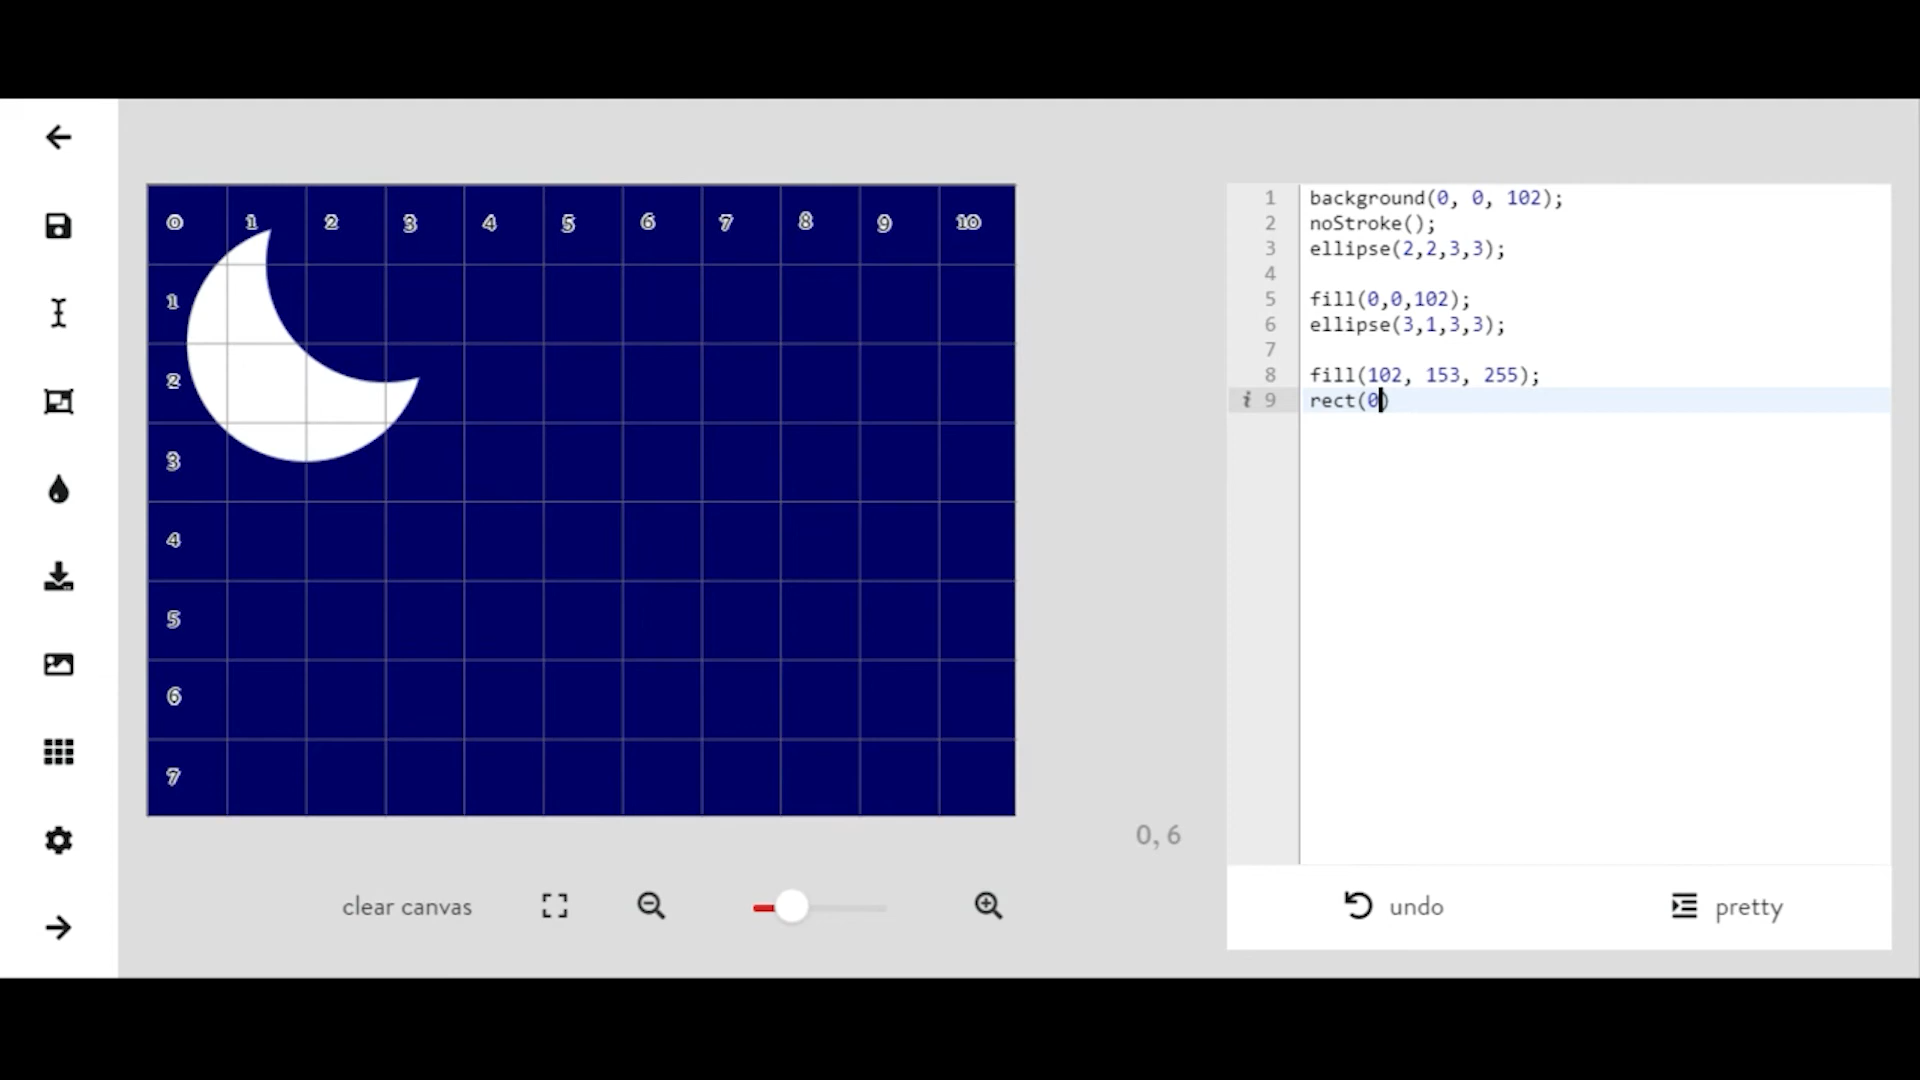 0 1 2 3 4 5 6 7 8 9 10
1
2
3
4
5
6
7
0, 6
clear canvas
1 background(0, 0, 102);
2 noStroke();
3 ellipse(2,2,3,3);
4
5 fill(0,0,102);
6 ellipse(3,1,3,3);
7
8 fill(102, 153, 255);
i 9 rect(0)
undo pretty